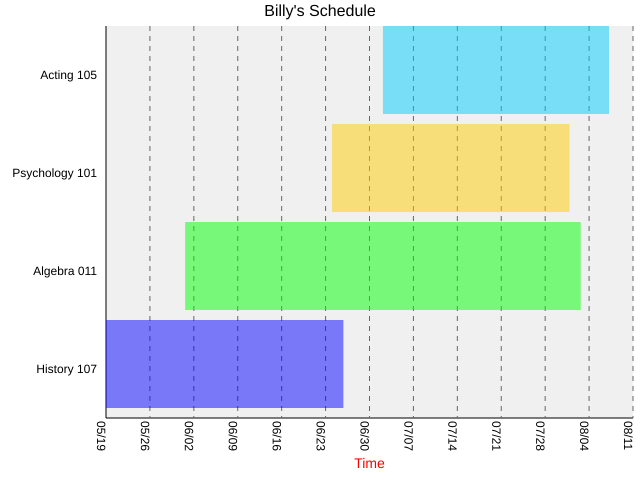 Billy's Schedule
Acting 105
Psychology 101
Algebra 011
History 107
05/19
05/26
06/02
06/09
06/16
06/23
06/30
07/07
07/14
07/21
07/28
08/04
08/11
Time